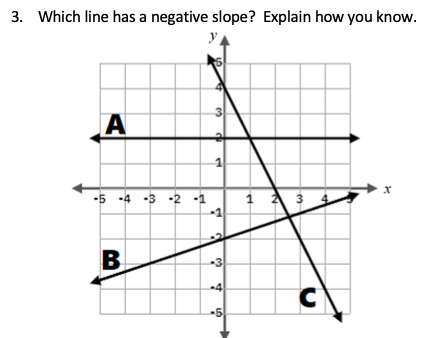 3. Which line has a negative slope? Explain how you know.
y
5
4
3
A
2
1
x
-5 -4 -3 -2 -1 1 2 3 4 5
-1
-2
B
-3
-4
C
-5